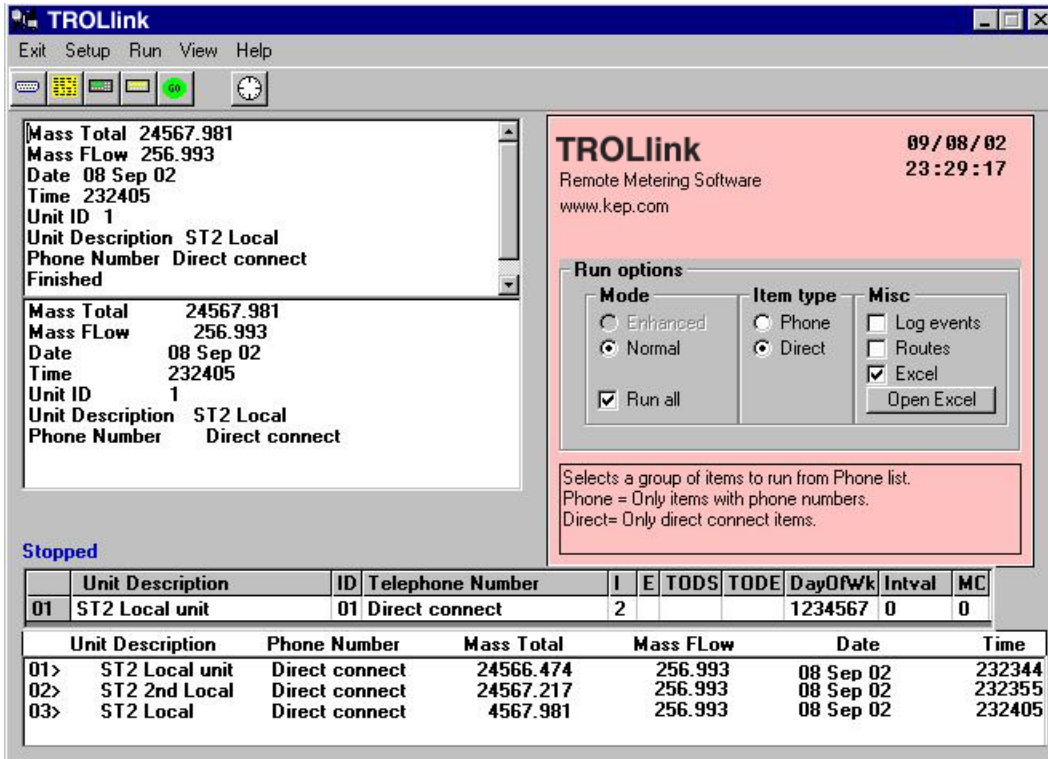 TROLlink
Exit Setup Run View Help
GO
Mass Total 24567.981
Mass FLow 256.993
Date 08 Sep 02
Time 232405
Unit ID 1
Unit Description ST2 Local
Phone Number Direct connect
Finished
Mass Total 24567.981
Mass FLow 256.993
Date 08 Sep 02
Time 232405
Unit ID 1
Unit Description ST2 Local
Phone Number Direct connect
TROLlink
09/08/02
23:29:17
Remote Metering Software
www.kep.com
Run options
Mode
Enhanced
Normal
Run all
Item type
Phone
Direct
Misc
Log events
Routes
Excel
Open Excel
Selects a group of items to run from Phone list.
Phone = Only items with phone numbers.
Direct= Only direct connect items.
Stopped
Unit Description ID Telephone Number I E TODS TODE DayOfWk Intval MC
01 ST2 Local unit 01 Direct connect 2 1234567 0 0
Unit Description Phone Number Mass Total Mass FLow Date Time
01> ST2 Local unit Direct connect 24566.474 256.993 08 Sep 02 232344
02> ST2 2nd Local Direct connect 24567.217 256.993 08 Sep 02 232355
03> ST2 Local Direct connect 4567.981 256.993 08 Sep 02 232405